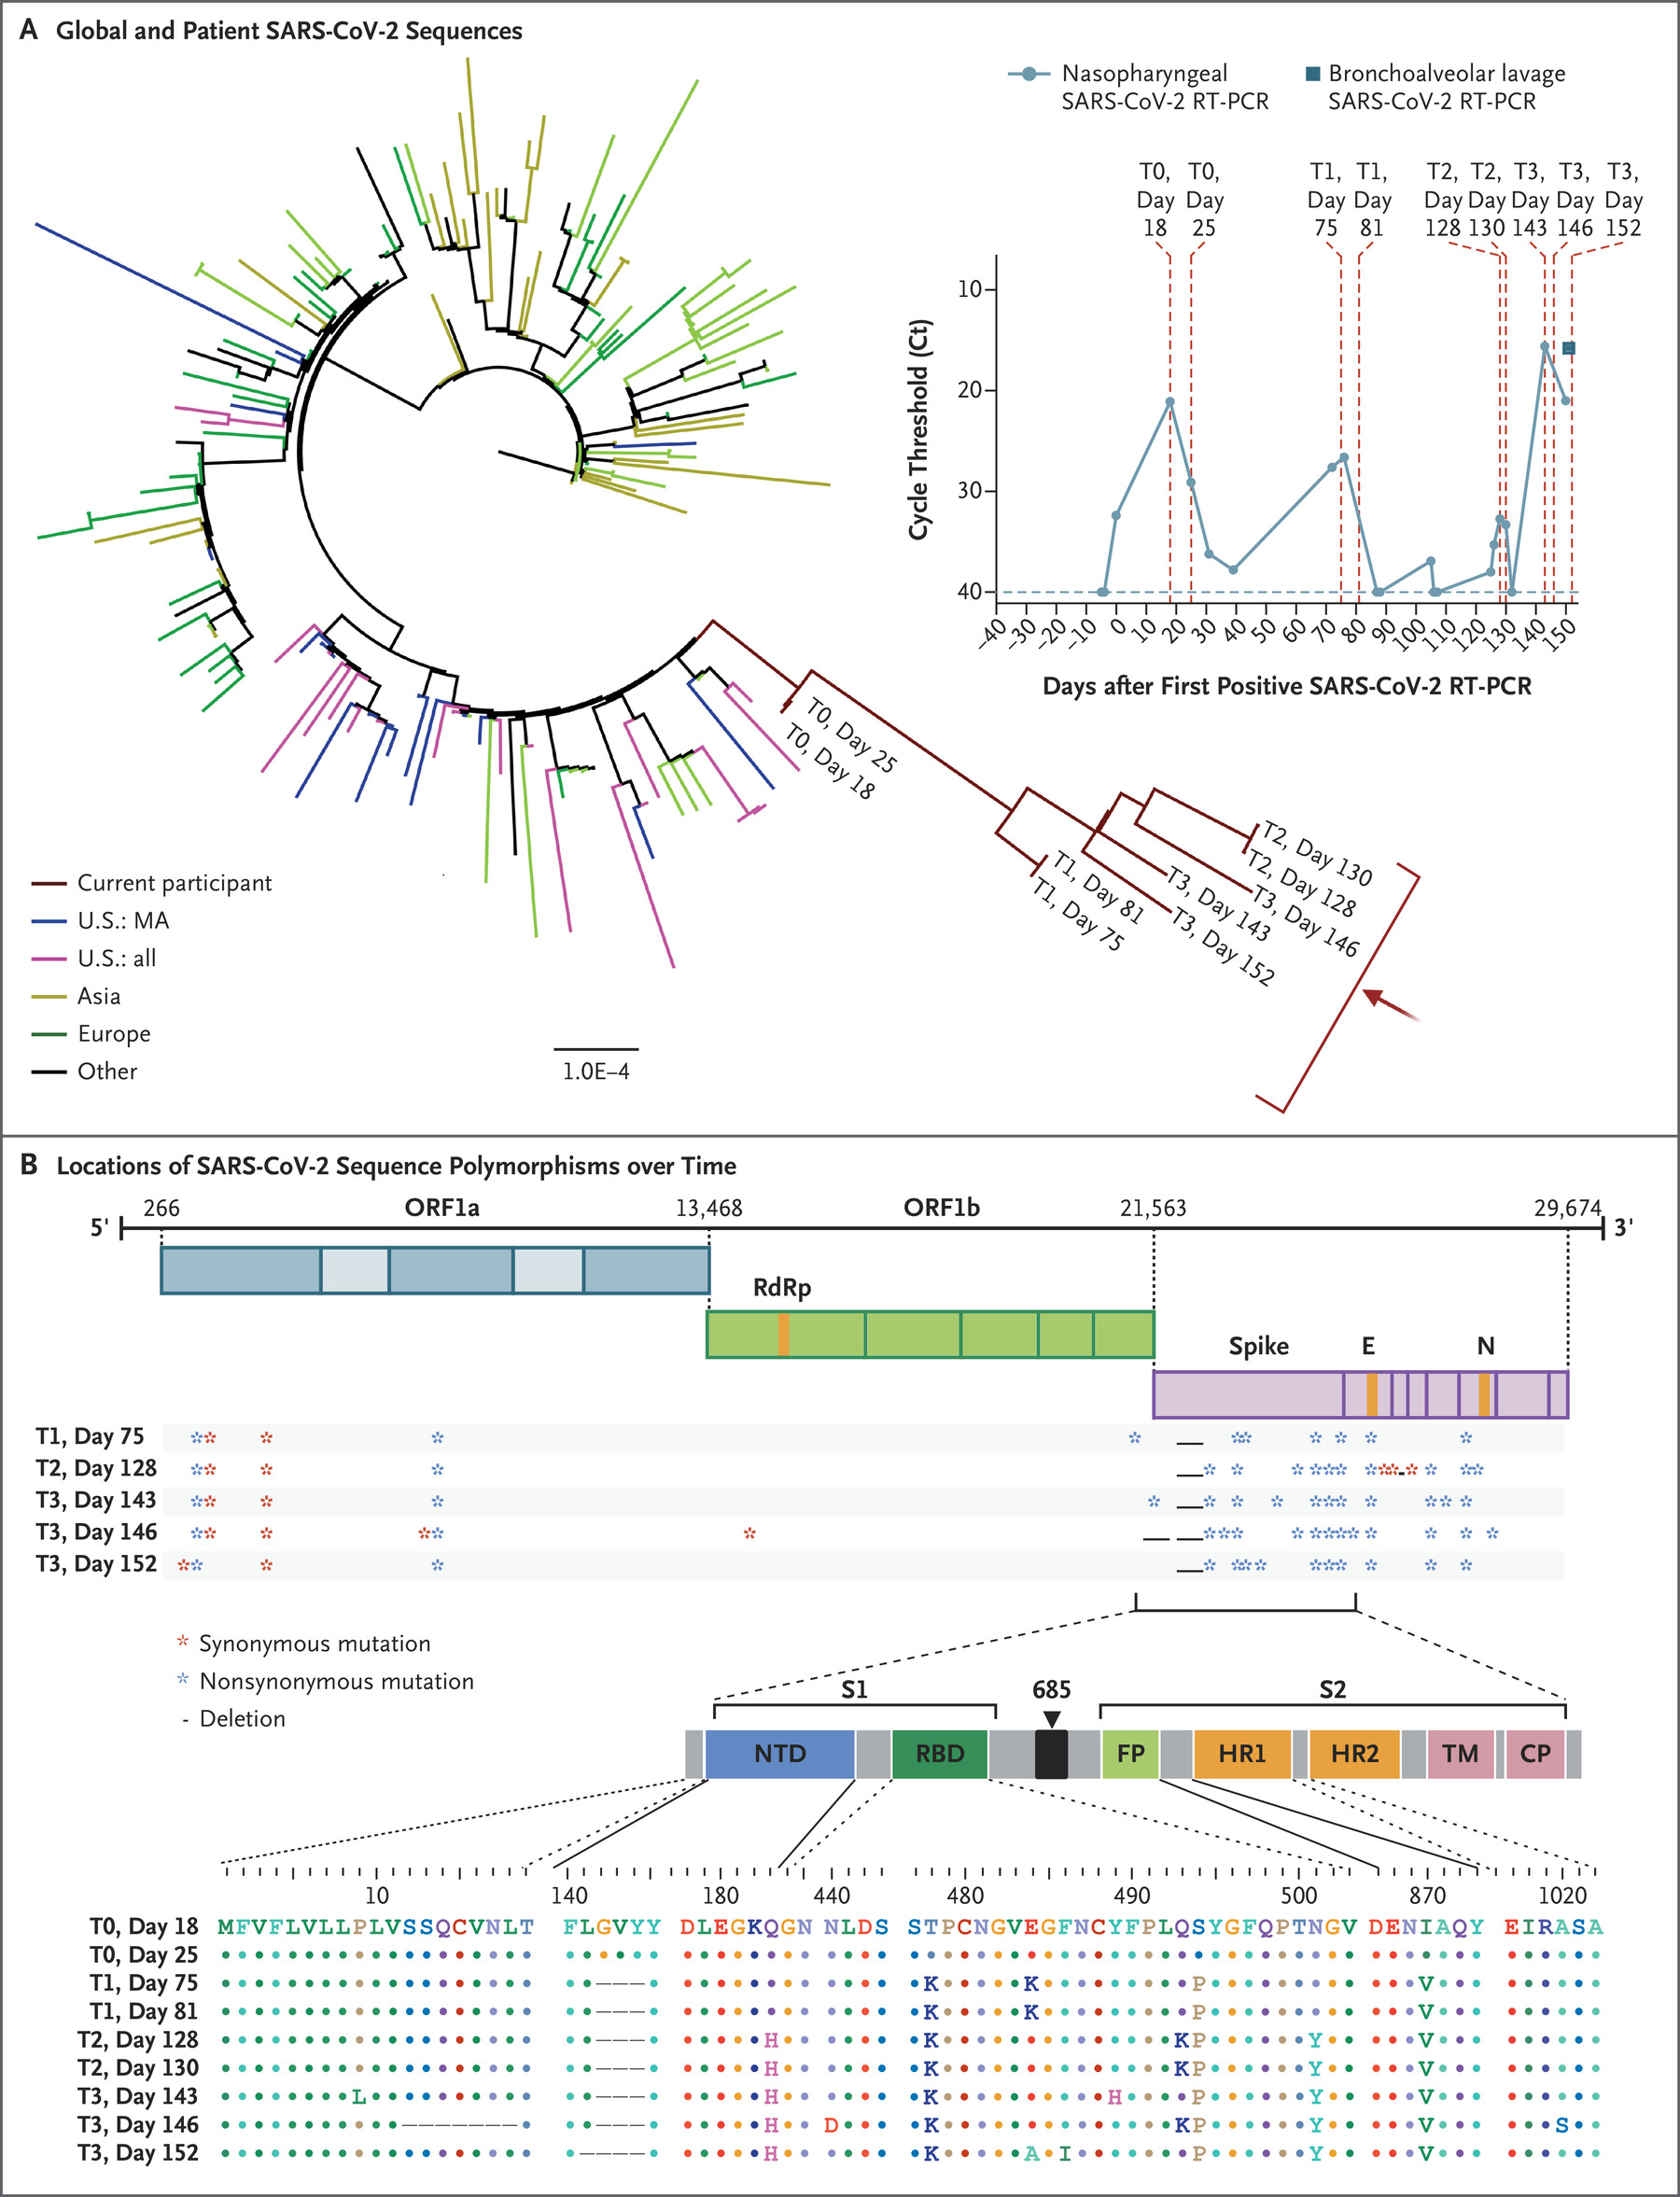 A Global and Patient SARS-CoV-2 Sequences
Nasopharyngeal
SARS-CoV-2 RT-PCR
Bronchoalveolar lavage
SARS-CoV-2 RT-PCR
T0, Day 18
T0, Day 25
T1, Day 75
T1, Day 81
T2, Day 128
T2, Day 130
T3, Day 143
T3, Day 146
T3, Day 152
Cycle Threshold (Ct)
10
20
30
40
–40 –30 –20 –10 0 10 20 30 40 50 60 70 80 90 100 110 120 130 140 150
Days after First Positive SARS-CoV-2 RT-PCR
T0, Day 25
T0, Day 18
T2, Day 130
T2, Day 128
T3, Day 146
T3, Day 143
T3, Day 152
T1, Day 81
T1, Day 75
Current participant
U.S.: MA
U.S.: all
Asia
Europe
Other
1.0E–4
B Locations of SARS-CoV-2 Sequence Polymorphisms over Time
266 ORF1a 13,468 ORF1b 21,563 29,674
5' 3'
RdRp
Spike E N
T1, Day 75
T2, Day 128
T3, Day 143
T3, Day 146
T3, Day 152
* Synonymous mutation
* Nonsynonymous mutation
- Deletion
S1 685 S2
NTD RBD FP HR1 HR2 TM CP
10 140 180 440 480 490 500 870 1020
T0, Day 18 MFVFLVLLPLVSSQCVNLT FLGVYY DLEGKQGN NLDS STPCNGVEGFNCYFPLQSYGFQPTNGV DENIAQY EIRASA
T0, Day 25
T1, Day 75 --- K K P V
T1, Day 81 --- K K P V
T2, Day 128 --- H K KP Y V
T2, Day 130 --- H K KP Y V
T3, Day 143 L --- H K H P Y V
T3, Day 146 ------- --- H D K KP Y V S
T3, Day 152 ---- H K A I P Y V